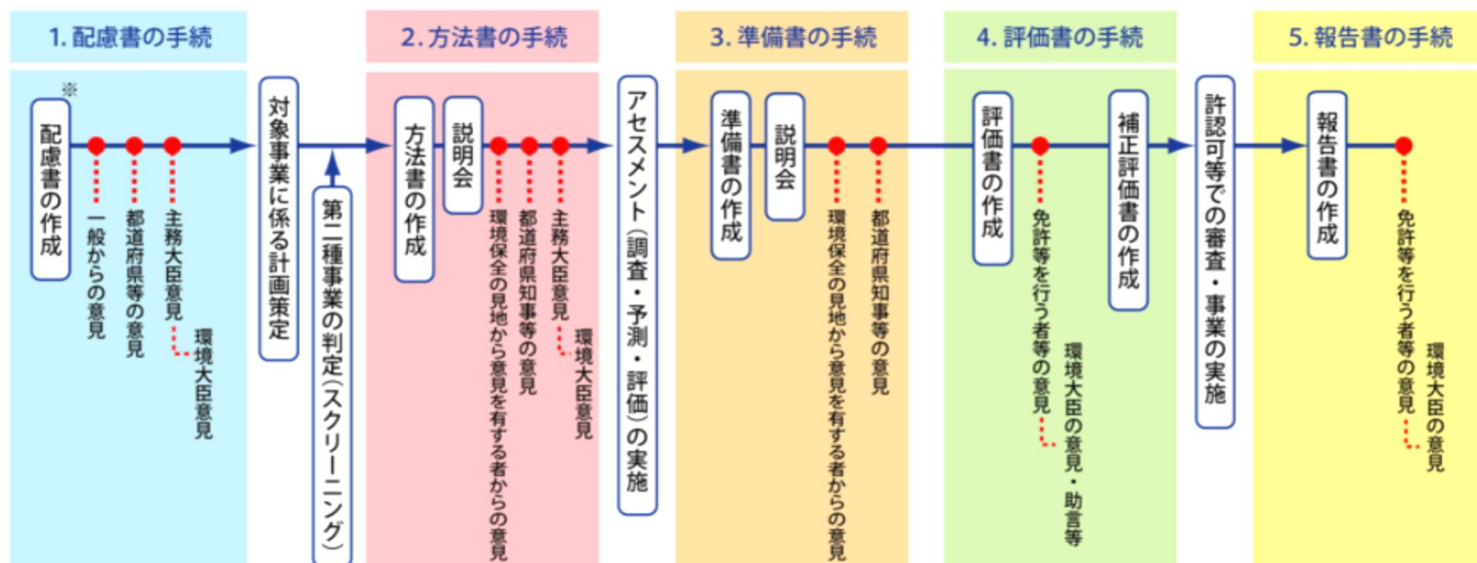 1. 配慮書の手続
※
配慮書の作成
一般からの意見
都道府県等の意見
主務大臣意見
環境大臣意見
対象事業に係る計画策定
第二種事業の判定(スクリーニング)
2. 方法書の手続
方法書の作成
説明会
環境保全の見地から意見を有する者からの意見
都道府県知事等の意見
主務大臣意見
環境大臣意見
アセスメント(調査・予測・評価)の実施
3. 準備書の手続
準備書の作成
説明会
環境保全の見地から意見を有する者からの意見
都道府県知事等の意見
4. 評価書の手続
評価書の作成
免許等を行う者等の意見
環境大臣の意見・助言等
補正評価書の作成
許認可等での審査・事業の実施
5. 報告書の手続
報告書の作成
免許等を行う者等の意見
環境大臣の意見